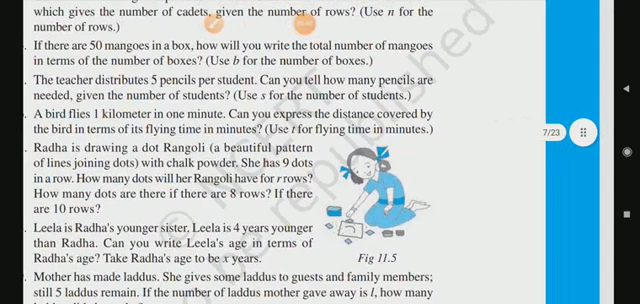 which gives the number of cadets, given the number of rows? (Use n for the
number of rows.)
. If there are 50 mangoes in a box, how will you write the total number of mangoes
in terms of the number of boxes? (Use b for the number of boxes.)
. The teacher distributes 5 pencils per student. Can you tell how many pencils are
needed, given the number of students? (Use s for the number of students.)
. A bird flies 1 kilometer in one minute. Can you express the distance covered by
the bird in terms of its flying time in minutes? (Use t for flying time in minutes.)
7/23
. Radha is drawing a dot Rangoli (a beautiful pattern
of lines joining dots) with chalk powder. She has 9 dots
in a row. How many dots will her Rangoli have for r rows?
How many dots are there if there are 8 rows? If there
are 10 rows?
. Leela is Radha's younger sister. Leela is 4 years younger
than Radha. Can you write Leela's age in terms of
Radha's age? Take Radha's age to be x years.
Fig 11.5
. Mother has made laddus. She gives some laddus to guests and family members;
still 5 laddus remain. If the number of laddus mother gave away is l, how many
© NCERT
be republished